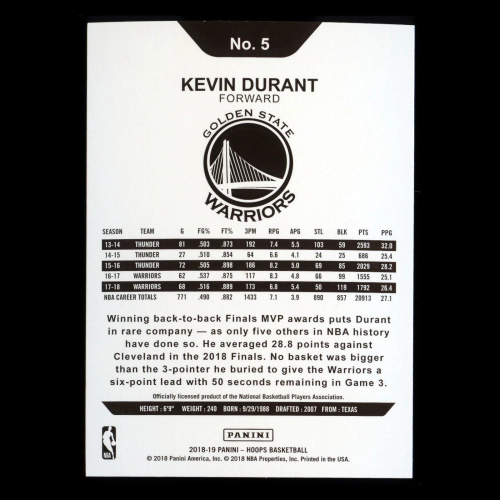 No. 5
KEVIN DURANT
FORWARD
GOLDEN STATE
WARRIORS
SEASON TEAM G FG% FT% 3PM RPG APG STL BLK PTS PPG
13-14 THUNDER 81 .503 .873 192 7.4 5.5 103 59 2593 32.0
14-15 THUNDER 27 .510 .854 64 6.6 4.1 24 25 686 25.4
15-16 THUNDER 72 .505 .898 186 8.2 5.0 69 85 2029 28.2
16-17 WARRIORS 62 .537 .875 117 8.3 4.8 66 99 1555 25.1
17-18 WARRIORS 68 .516 .889 173 6.8 5.4 50 119 1792 26.4
NBA CAREER TOTALS 771 .490 .882 1433 7.1 3.9 890 857 20913 27.1
Winning back-to-back Finals MVP awards puts Durant
in rare company — as only five others in NBA history
have done so. He averaged 28.8 points against
Cleveland in the 2018 Finals. No basket was bigger
than the 3-pointer he buried to give the Warriors a
six-point lead with 50 seconds remaining in Game 3.
Officially licensed product of the National Basketball Players Association.
HEIGHT: 6'9" WEIGHT: 240 BORN: 9/29/1988 DRAFTED: 2007 FROM: TEXAS
NBA
PANINI
2018-19 PANINI – HOOPS BASKETBALL
© 2018 Panini America, Inc. © 2018 NBA Properties, Inc. Printed in the USA.